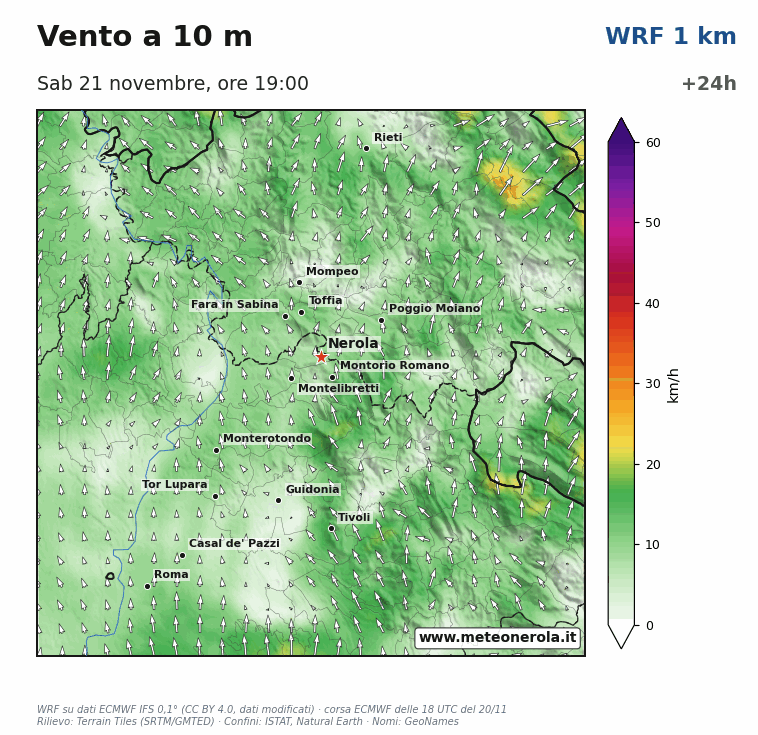 Vento a 10 m
WRF 1 km
Sab 21 novembre, ore 19:00
+24h
Rieti
Mompeo
Fara in Sabina
Toffia
Poggio Moiano
Nerola
Montorio Romano
Montelibretti
Monterotondo
Tor Lupara
Guidonia
Tivoli
Casal de' Pazzi
Roma
www.meteonerola.it
60
50
40
30
20
10
0
km/h
WRF su dati ECMWF IFS 0,1° (CC BY 4.0, dati modificati) · corsa ECMWF delle 18 UTC del 20/11
Rilievo: Terrain Tiles (SRTM/GMTED) · Confini: ISTAT, Natural Earth · Nomi: GeoNames